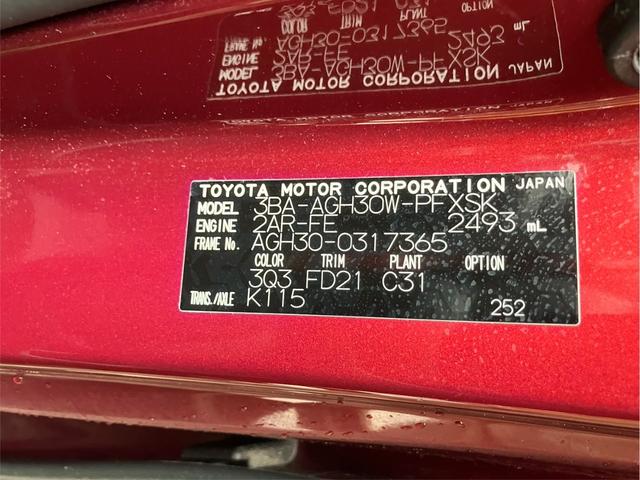 TOYOTA MOTOR CORPORATION JAPAN
MODEL 3BA-AGH30W-PFXSK
ENGINE 2AR-FE 2493 mL
FRAME No. AGH30-0317365
COLOR TRIM PLANT OPTION
3Q3 FD21 C31
TRANS./AXLE K115
252